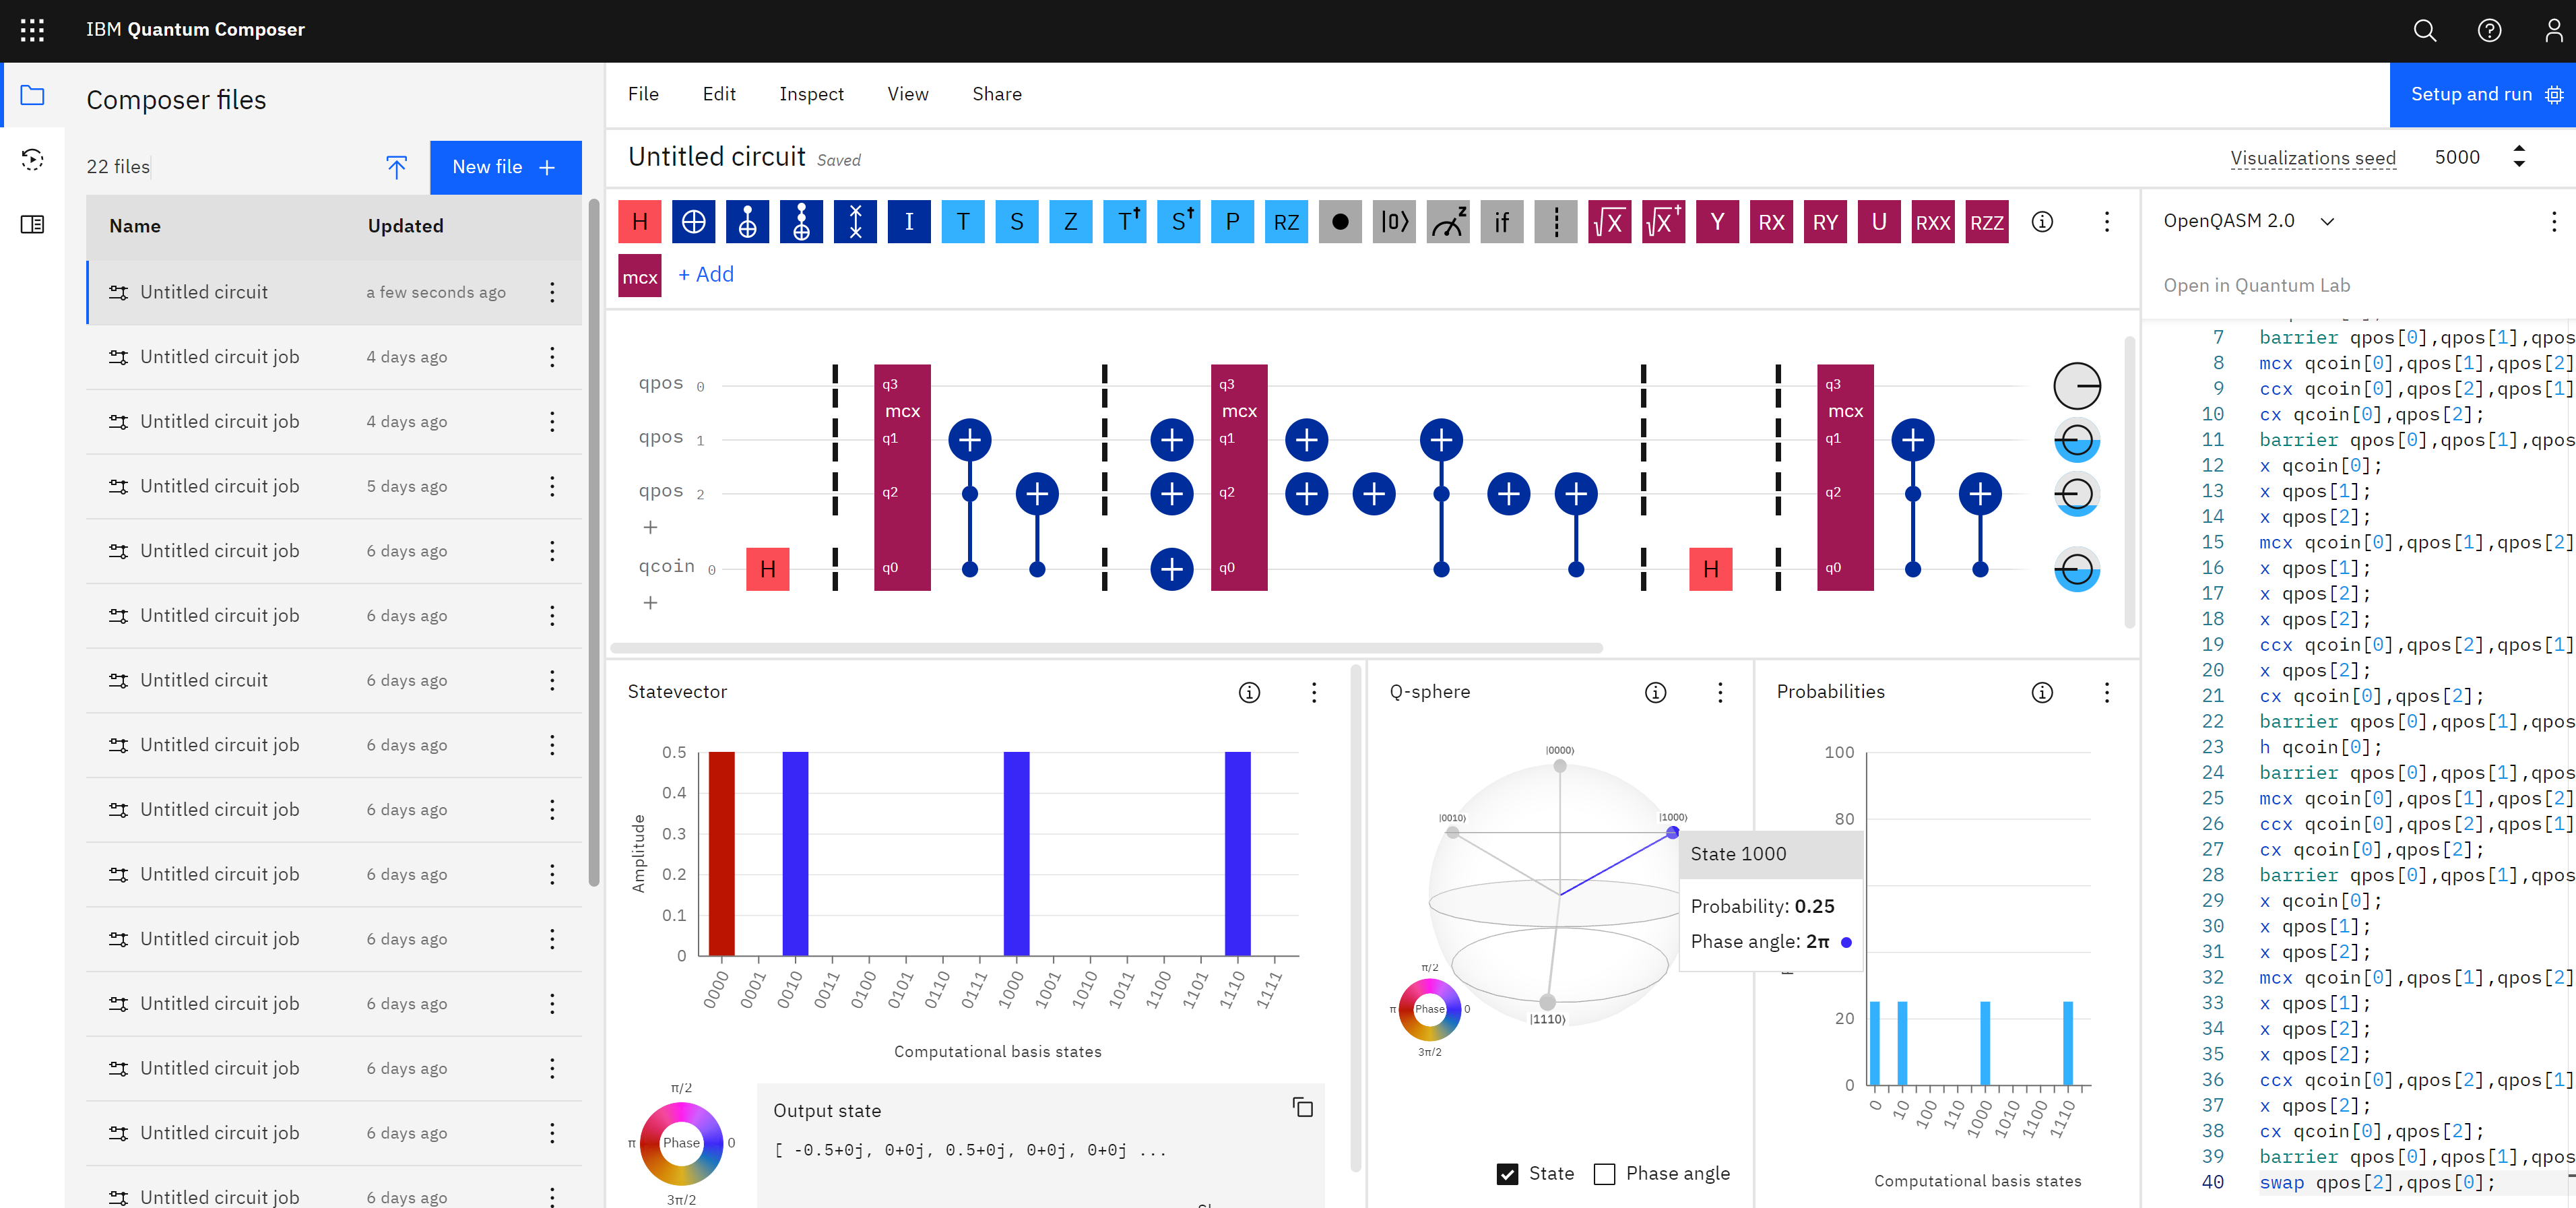 IBM Quantum Composer
Composer files
22 files
New file +
Name Updated
Untitled circuit a few seconds ago
Untitled circuit job 4 days ago
Untitled circuit job 4 days ago
Untitled circuit job 5 days ago
Untitled circuit job 6 days ago
Untitled circuit job 6 days ago
Untitled circuit 6 days ago
Untitled circuit job 6 days ago
Untitled circuit job 6 days ago
Untitled circuit job 6 days ago
Untitled circuit job 6 days ago
Untitled circuit job 6 days ago
Untitled circuit job 6 days ago
Untitled circuit job 6 days ago
Untitled circuit job 6 days ago
File Edit Inspect View Share
Setup and run
Untitled circuit Saved
Visualizations seed 5000
H I T S Z T† S† P RZ |0⟩ z if √X √X† Y RX RY U RXX RZZ
mcx + Add
qpos 0
qpos 1
qpos 2
+
qcoin 0
+
H
q3
mcx
q1
q2
q0
q3
mcx
q1
q2
q0
H
q3
mcx
q1
q2
q0
Statevector
Amplitude
0.5
0.4
0.3
0.2
0.1
0
0000 0001 0010 0011 0100 0101 0110 0111 1000 1001 1010 1011 1100 1101 1110 1111
Computational basis states
π/2
π Phase 0
3π/2
Output state
[ -0.5+0j, 0+0j, 0.5+0j, 0+0j, 0+0j ...
Q-sphere
|0000⟩
|0010⟩
|1000⟩
|1110⟩
State 1000
Probability: 0.25
Phase angle: 2π
π/2
π Phase 0
3π/2
State Phase angle
Probabilities
100
80
20
0
0 10 100 110 1000 1010 1100 1110
Computational basis states
OpenQASM 2.0
Open in Quantum Lab
7 barrier qpos[0],qpos[1],qpos
8 mcx qcoin[0],qpos[1],qpos[2]
9 ccx qcoin[0],qpos[2],qpos[1]
10 cx qcoin[0],qpos[2];
11 barrier qpos[0],qpos[1],qpos
12 x qcoin[0];
13 x qpos[1];
14 x qpos[2];
15 mcx qcoin[0],qpos[1],qpos[2]
16 x qpos[1];
17 x qpos[2];
18 x qpos[2];
19 ccx qcoin[0],qpos[2],qpos[1]
20 x qpos[2];
21 cx qcoin[0],qpos[2];
22 barrier qpos[0],qpos[1],qpos
23 h qcoin[0];
24 barrier qpos[0],qpos[1],qpos
25 mcx qcoin[0],qpos[1],qpos[2]
26 ccx qcoin[0],qpos[2],qpos[1]
27 cx qcoin[0],qpos[2];
28 barrier qpos[0],qpos[1],qpos
29 x qcoin[0];
30 x qpos[1];
31 x qpos[2];
32 mcx qcoin[0],qpos[1],qpos[2]
33 x qpos[1];
34 x qpos[2];
35 x qpos[2];
36 ccx qcoin[0],qpos[2],qpos[1]
37 x qpos[2];
38 cx qcoin[0],qpos[2];
39 barrier qpos[0],qpos[1],qpos
40 swap qpos[2],qpos[0];